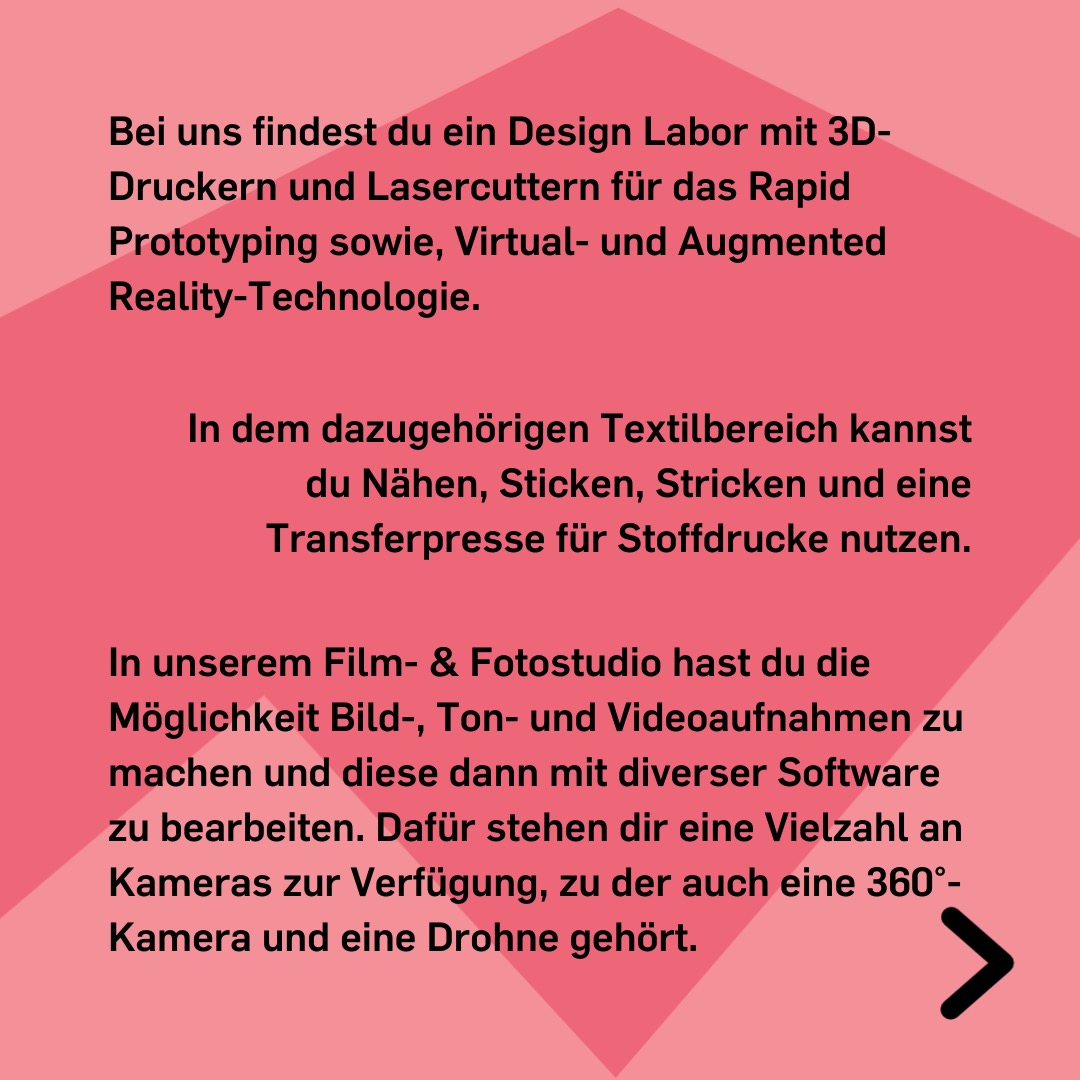 Bei uns findest du ein Design Labor mit 3D-
Druckern und Lasercuttern für das Rapid
Prototyping sowie, Virtual- und Augmented
Reality-Technologie.
In dem dazugehörigen Textilbereich kannst
du Nähen, Sticken, Stricken und eine
Transferpresse für Stoffdrucke nutzen.
In unserem Film- & Fotostudio hast du die
Möglichkeit Bild-, Ton- und Videoaufnahmen zu
machen und diese dann mit diverser Software
zu bearbeiten. Dafür stehen dir eine Vielzahl an
Kameras zur Verfügung, zu der auch eine 360°-
Kamera und eine Drohne gehört.